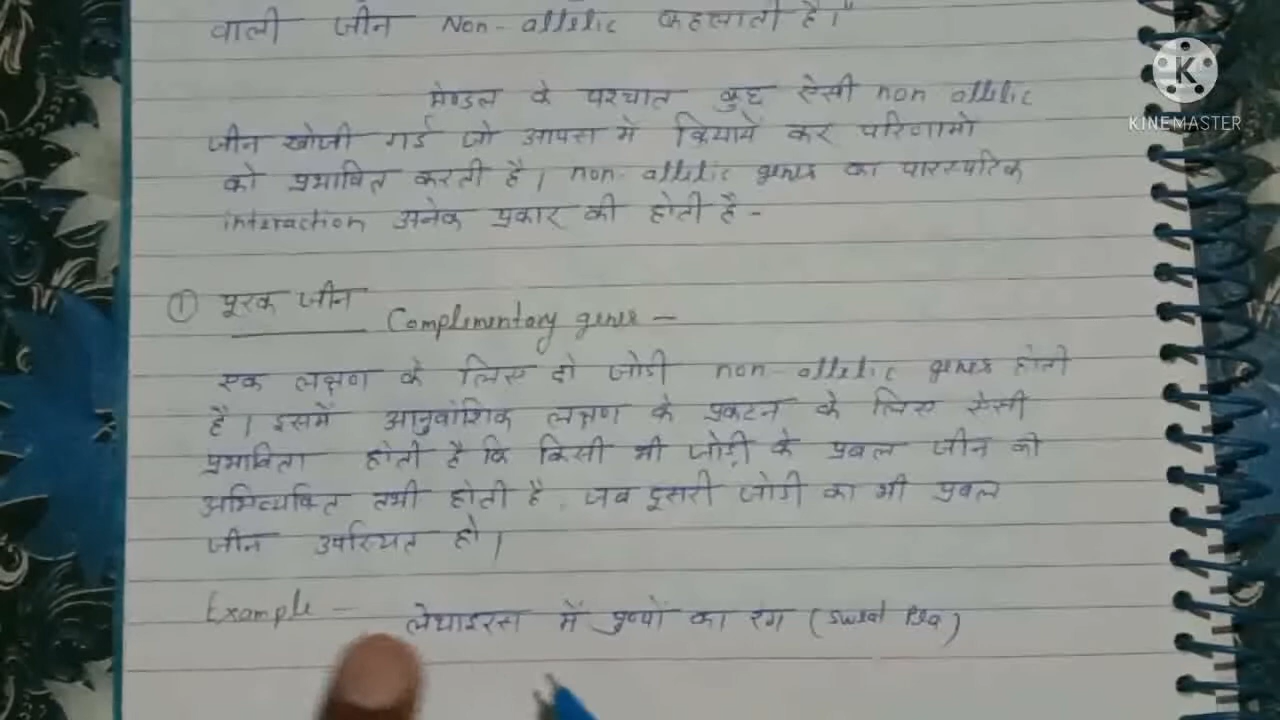 वाली जीन Non-allelic कहलाती है।"
मेण्डल के पश्चात कुछ ऐसी non allelic
जीन खोजी गई जो आपस मे क्रियायें कर परिणामो
को प्रभावित करती है। non-allelic genes का पारस्परिक
interaction अनेक प्रकार की होती है -
① पूरक जीन
Complementary genes -
एक लक्षण के लिए दो जोडी non-allelic genes होती
है। इसमें आनुवांशिक लक्षण के प्रकटन के लिए ऐसी
प्रभाविता होती है कि किसी भी जोड़ी के प्रबल जीन की
अभिव्यक्ति तभी होती है, जब दूसरी जोडी का भी प्रबल
जीन उपस्थित हो।
Example - लेथाइरस में पुष्पों का रंग (sweet Pea)
K
KINEMASTER